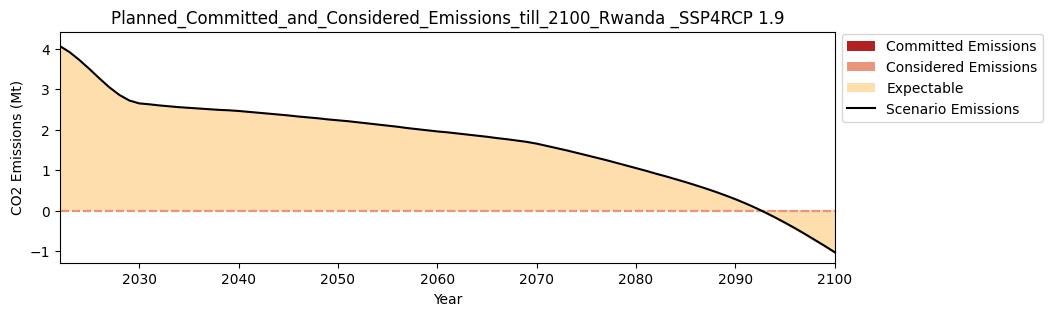 Planned_Committed_and_Considered_Emissions_till_2100_Rwanda _SSP4RCP 1.9
Committed Emissions
Considered Emissions
Expectable
Scenario Emissions
CO2 Emissions (Mt)
4
3
2
1
0
−1
2030 2040 2050 2060 2070 2080 2090 2100
Year